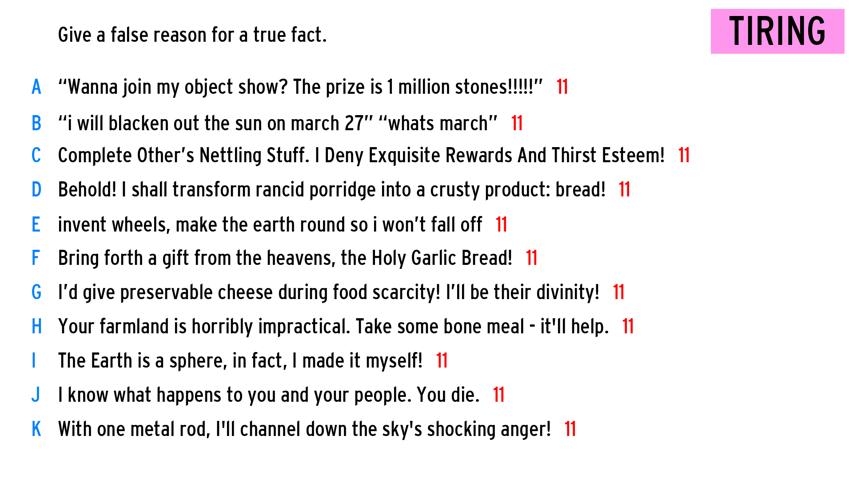 Give a false reason for a true fact.
TIRING
A “Wanna join my object show? The prize is 1 million stones!!!!!” 11
B “i will blacken out the sun on march 27” “whats march” 11
C Complete Other’s Nettling Stuff. I Deny Exquisite Rewards And Thirst Esteem! 11
D Behold! I shall transform rancid porridge into a crusty product: bread! 11
E invent wheels, make the earth round so i won’t fall off 11
F Bring forth a gift from the heavens, the Holy Garlic Bread! 11
G I’d give preservable cheese during food scarcity! I’ll be their divinity! 11
H Your farmland is horribly impractical. Take some bone meal - it'll help. 11
I The Earth is a sphere, in fact, I made it myself! 11
J I know what happens to you and your people. You die. 11
K With one metal rod, I'll channel down the sky's shocking anger! 11